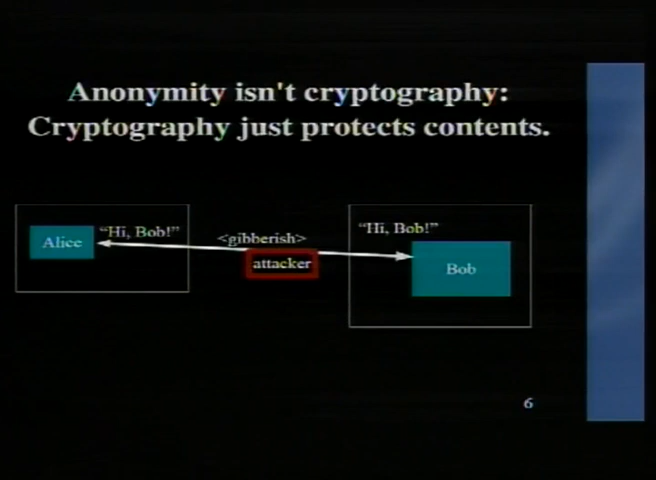 Anonymity isn't cryptography:
Cryptography just protects contents.
Alice
“Hi, Bob!”
<gibberish>
attacker
“Hi, Bob!”
Bob
6